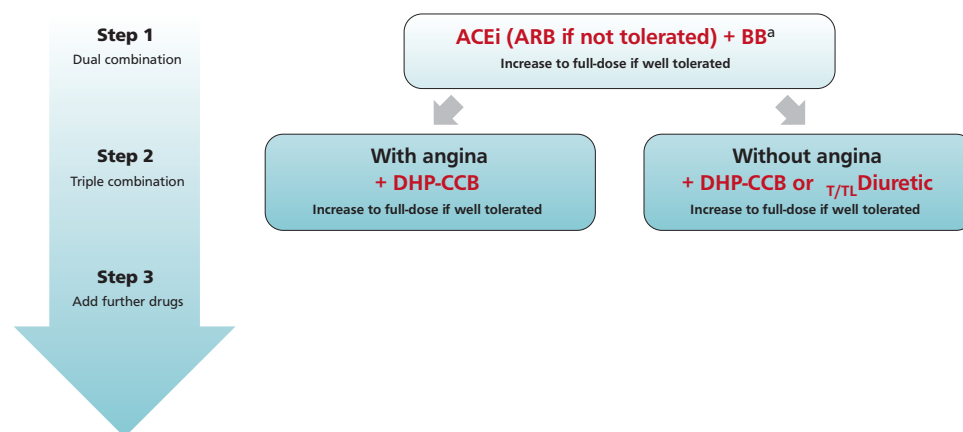 Step 1
Dual combination
ACEi (ARB if not tolerated) + BBᵃ
Increase to full-dose if well tolerated
Step 2
Triple combination
With angina
+ DHP-CCB
Increase to full-dose if well tolerated
Without angina
+ DHP-CCB or T/TLDiuretic
Increase to full-dose if well tolerated
Step 3
Add further drugs